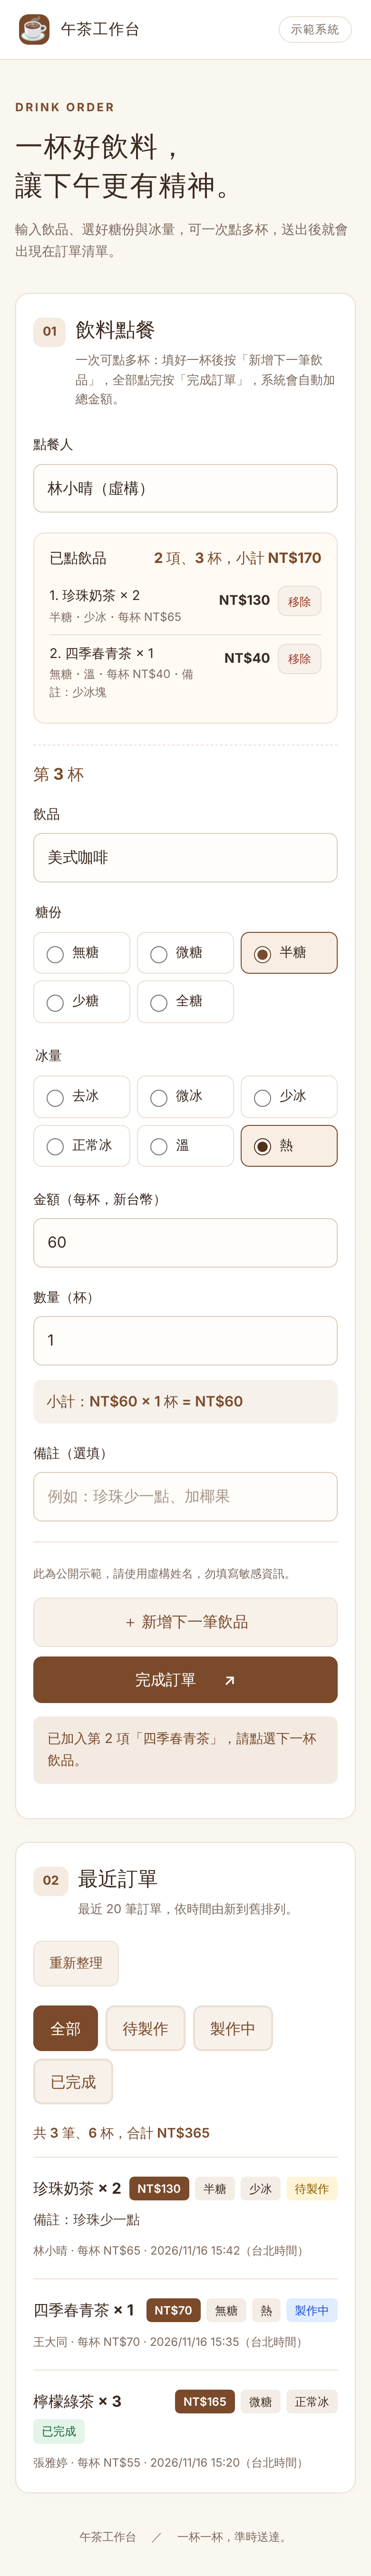 午茶工作台
示範系統
DRINK ORDER
一杯好飲料，
讓下午更有精神。
輸入飲品、選好糖份與冰量，可一次點多杯，送出後就會
出現在訂單清單。
01
飲料點餐
一次可點多杯：填好一杯後按「新增下一筆飲
品」，全部點完按「完成訂單」，系統會自動加
總金額。
點餐人
林小晴（虛構）
已點飲品
2 項、3 杯，小計 NT$170
1. 珍珠奶茶 × 2
半糖・少冰・每杯 NT$65
NT$130
移除
2. 四季春青茶 × 1
無糖・溫・每杯 NT$40・備
註：少冰塊
NT$40
移除
第 3 杯
飲品
美式咖啡
糖份
無糖
微糖
半糖
少糖
全糖
冰量
去冰
微冰
少冰
正常冰
溫
熱
金額（每杯，新台幣）
60
數量（杯）
1
小計：NT$60 × 1 杯 = NT$60
備註（選填）
例如：珍珠少一點、加椰果
此為公開示範，請使用虛構姓名，勿填寫敏感資訊。
＋ 新增下一筆飲品
完成訂單 ↗
已加入第 2 項「四季春青茶」，請點選下一杯
飲品。
02
最近訂單
最近 20 筆訂單，依時間由新到舊排列。
重新整理
全部
待製作
製作中
已完成
共 3 筆、6 杯，合計 NT$365
珍珠奶茶 × 2 NT$130 半糖 少冰 待製作
備註：珍珠少一點
林小晴 · 每杯 NT$65 · 2026/11/16 15:42（台北時間）
四季春青茶 × 1 NT$70 無糖 熱 製作中
王大同 · 每杯 NT$70 · 2026/11/16 15:35（台北時間）
檸檬綠茶 × 3 NT$165 微糖 正常冰
已完成
張雅婷 · 每杯 NT$55 · 2026/11/16 15:20（台北時間）
午茶工作台 ／ 一杯一杯，準時送達。